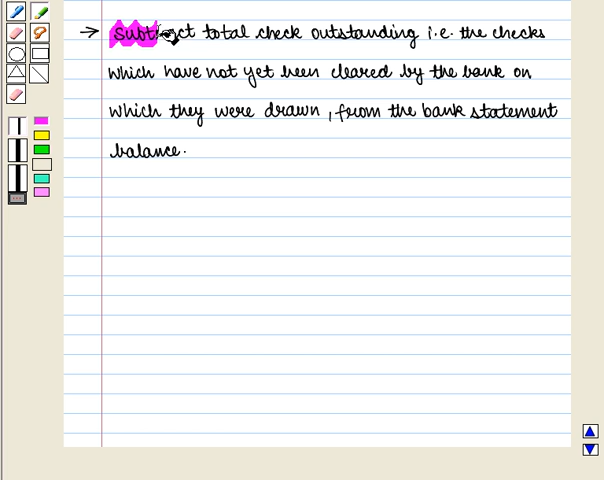 → Subtract total check outstanding i.e. the checks
which have not yet been cleared by the bank on
which they were drawn, from the bank statement
balance.